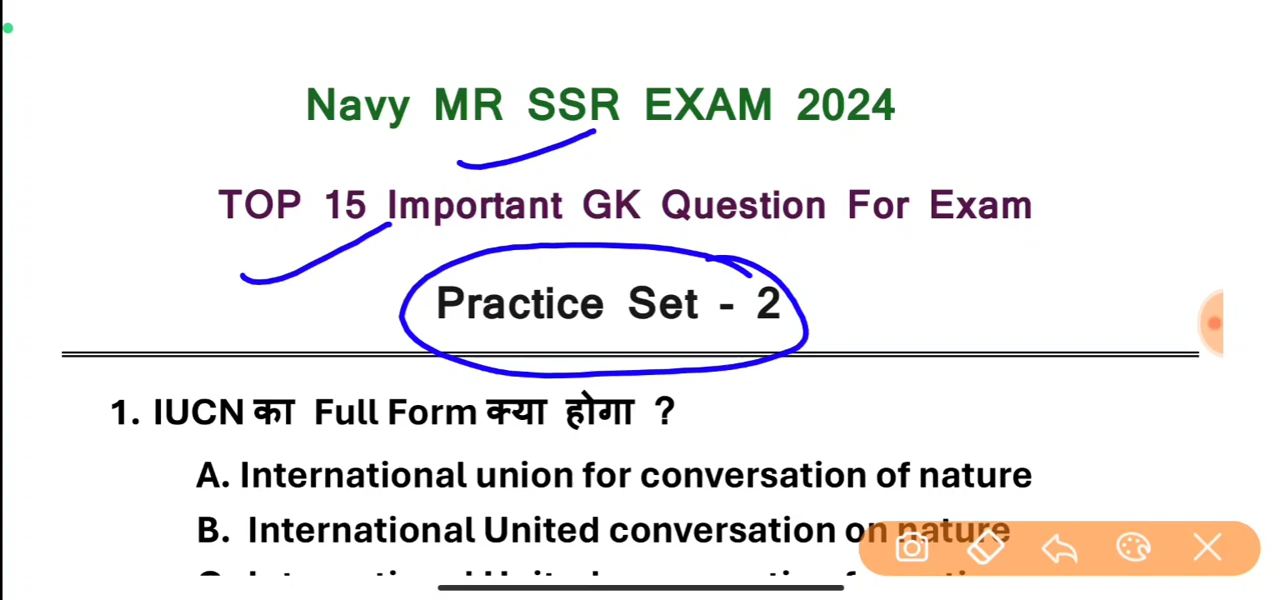 Navy MR SSR EXAM 2024
TOP 15 Important GK Question For Exam
Practice Set - 2
1. IUCN का Full Form क्या होगा ?
A. International union for conversation of nature
B. International United conversation on nature